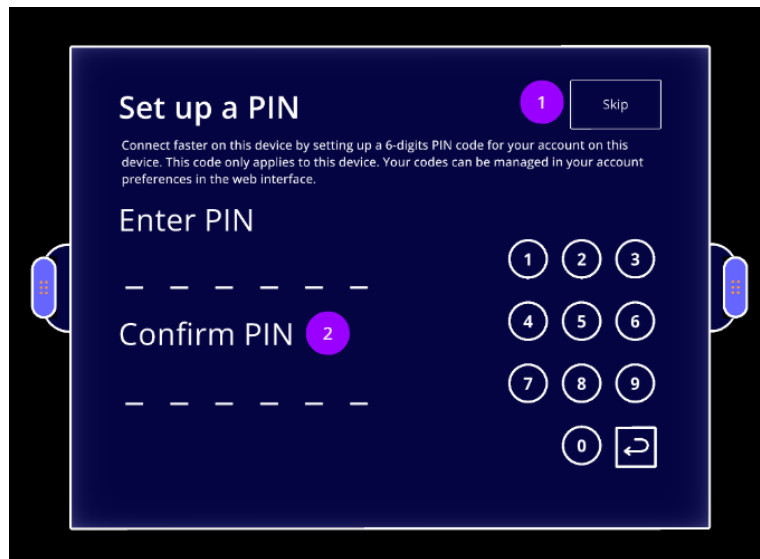 Set up a PIN
1
Skip
Connect faster on this device by setting up a 6-digits PIN code for your account on this
device. This code only applies to this device. Your codes can be managed in your account
preferences in the web interface.
Enter PIN
1 2 3
4 5 6
Confirm PIN 2
7 8 9
0